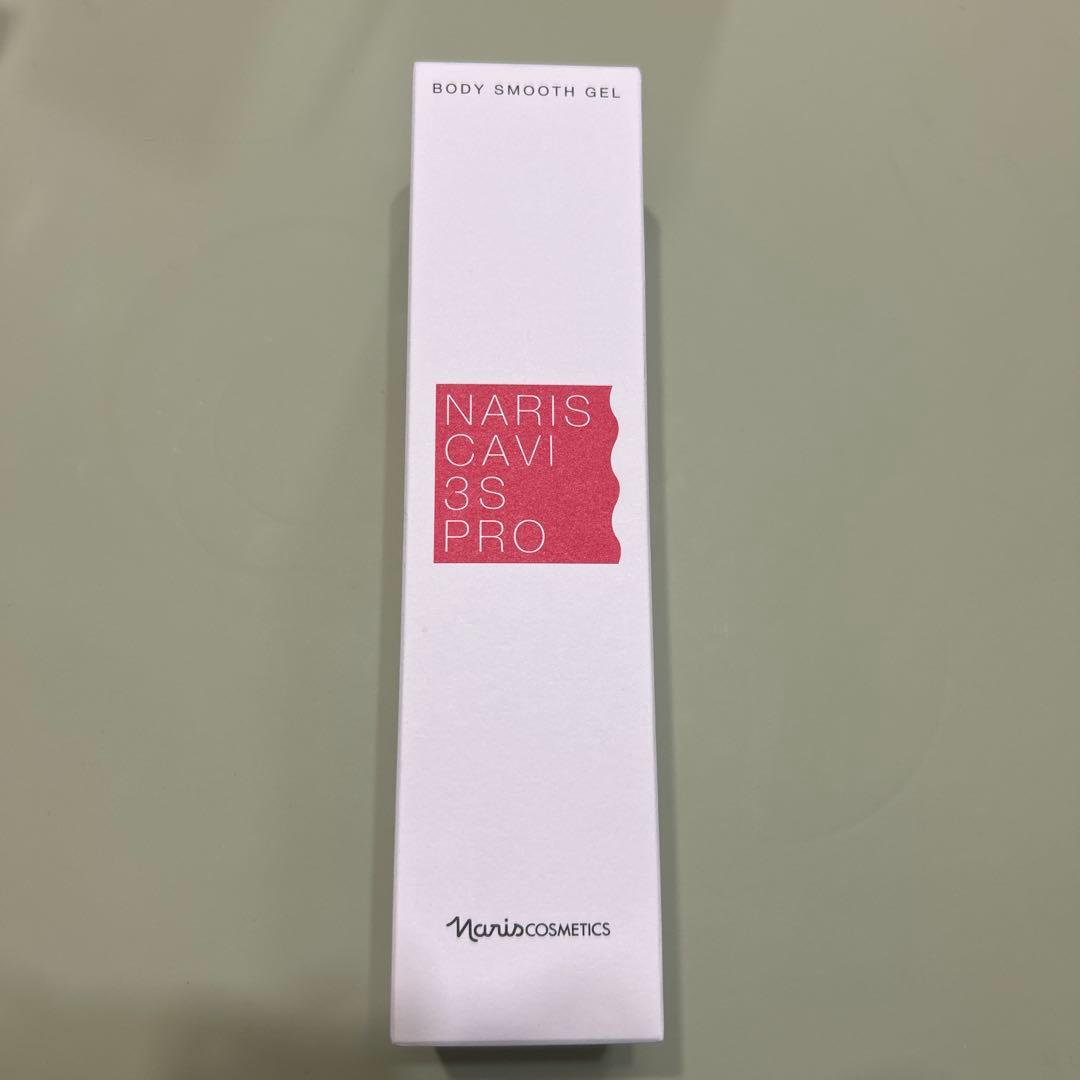 BODY SMOOTH GEL
NARIS
CAVI
3S
PRO
Naris COSMETICS